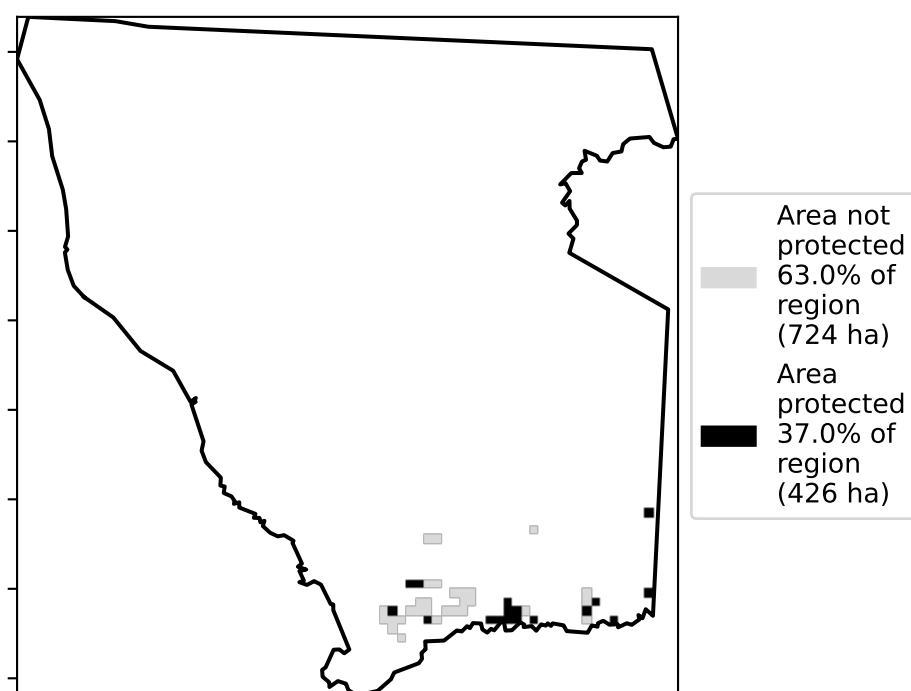 Area not
protected
63.0% of
region
(724 ha)
Area
protected
37.0% of
region
(426 ha)